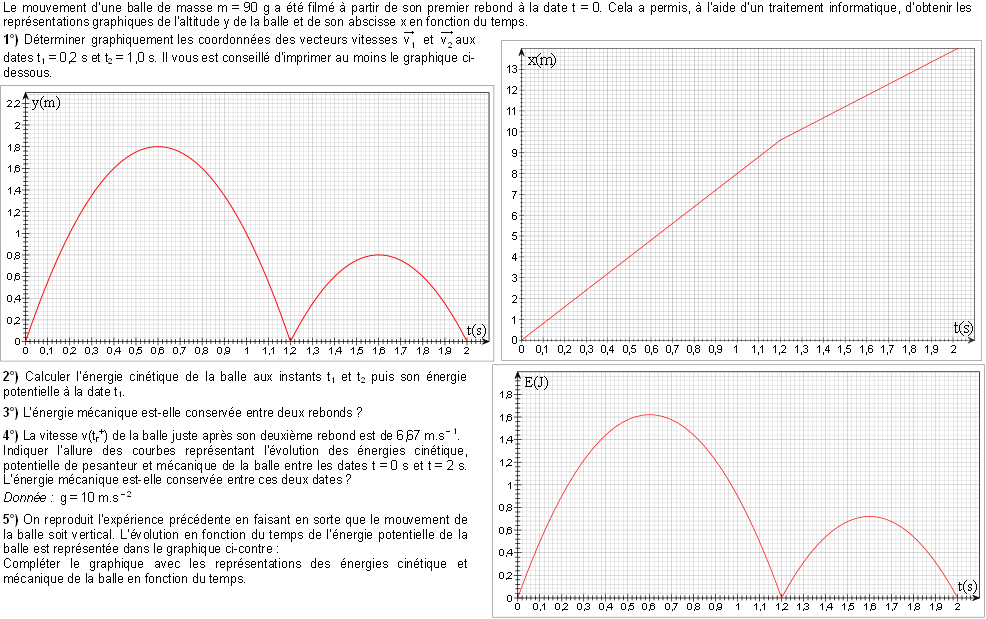 Le mouvement d'une balle de masse m = 90 g a été filmé à partir de son premier rebond à la date t = 0. Cela a permis, à l'aide d'un traitement informatique, d'obtenir les
représentations graphiques de l'altitude y de la balle et de son abscisse x en fonction du temps.
1°) Déterminer graphiquement les coordonnées des vecteurs vitesses v₁ et v₂ aux
dates t₁ = 0,2 s et t₂ = 1,0 s. Il vous est conseillé d'imprimer au moins le graphique ci-
dessous.
y(m)
2,2
2
1,8
1,6
1,4
1,2
1
0,8
0,6
0,4
0,2
0
t(s)
0 0,1 0,2 0,3 0,4 0,5 0,6 0,7 0,8 0,9 1 1,1 1,2 1,3 1,4 1,5 1,6 1,7 1,8 1,9 2
x(m)
13
12
11
10
9
8
7
6
5
4
3
2
1
0
t(s)
0 0,1 0,2 0,3 0,4 0,5 0,6 0,7 0,8 0,9 1 1,1 1,2 1,3 1,4 1,5 1,6 1,7 1,8 1,9 2
2°) Calculer l'énergie cinétique de la balle aux instants t₁ et t₂ puis son énergie
potentielle à la date t₁.
3°) L'énergie mécanique est-elle conservée entre deux rebonds ?
4°) La vitesse v(tᵣ⁺) de la balle juste après son deuxième rebond est de 6,67 m.s⁻¹.
Indiquer l'allure des courbes représentant l'évolution des énergies cinétique,
potentielle de pesanteur et mécanique de la balle entre les dates t = 0 s et t = 2 s.
L'énergie mécanique est-elle conservée entre ces deux dates ?
Donnée : g = 10 m.s⁻²
5°) On reproduit l'expérience précédente en faisant en sorte que le mouvement de
la balle soit vertical. L'évolution en fonction du temps de l'énergie potentielle de la
balle est représentée dans le graphique ci-contre :
Compléter le graphique avec les représentations des énergies cinétique et
mécanique de la balle en fonction du temps.
E(J)
1,8
1,6
1,4
1,2
1
0,8
0,6
0,4
0,2
0
t(s)
0 0,1 0,2 0,3 0,4 0,5 0,6 0,7 0,8 0,9 1 1,1 1,2 1,3 1,4 1,5 1,6 1,7 1,8 1,9 2